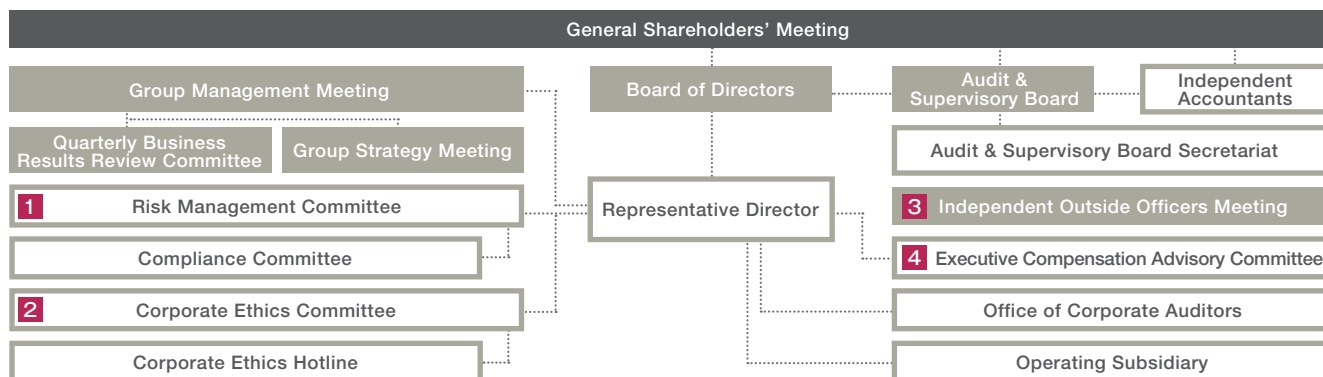 General Shareholders’ Meeting
Group Management Meeting
Board of Directors
Audit &
Supervisory Board
Independent
Accountants
Quarterly Business
Results Review Committee
Group Strategy Meeting
Audit & Supervisory Board Secretariat
1 Risk Management Committee
Representative Director
3 Independent Outside Officers Meeting
Compliance Committee
4 Executive Compensation Advisory Committee
2 Corporate Ethics Committee
Office of Corporate Auditors
Corporate Ethics Hotline
Operating Subsidiary